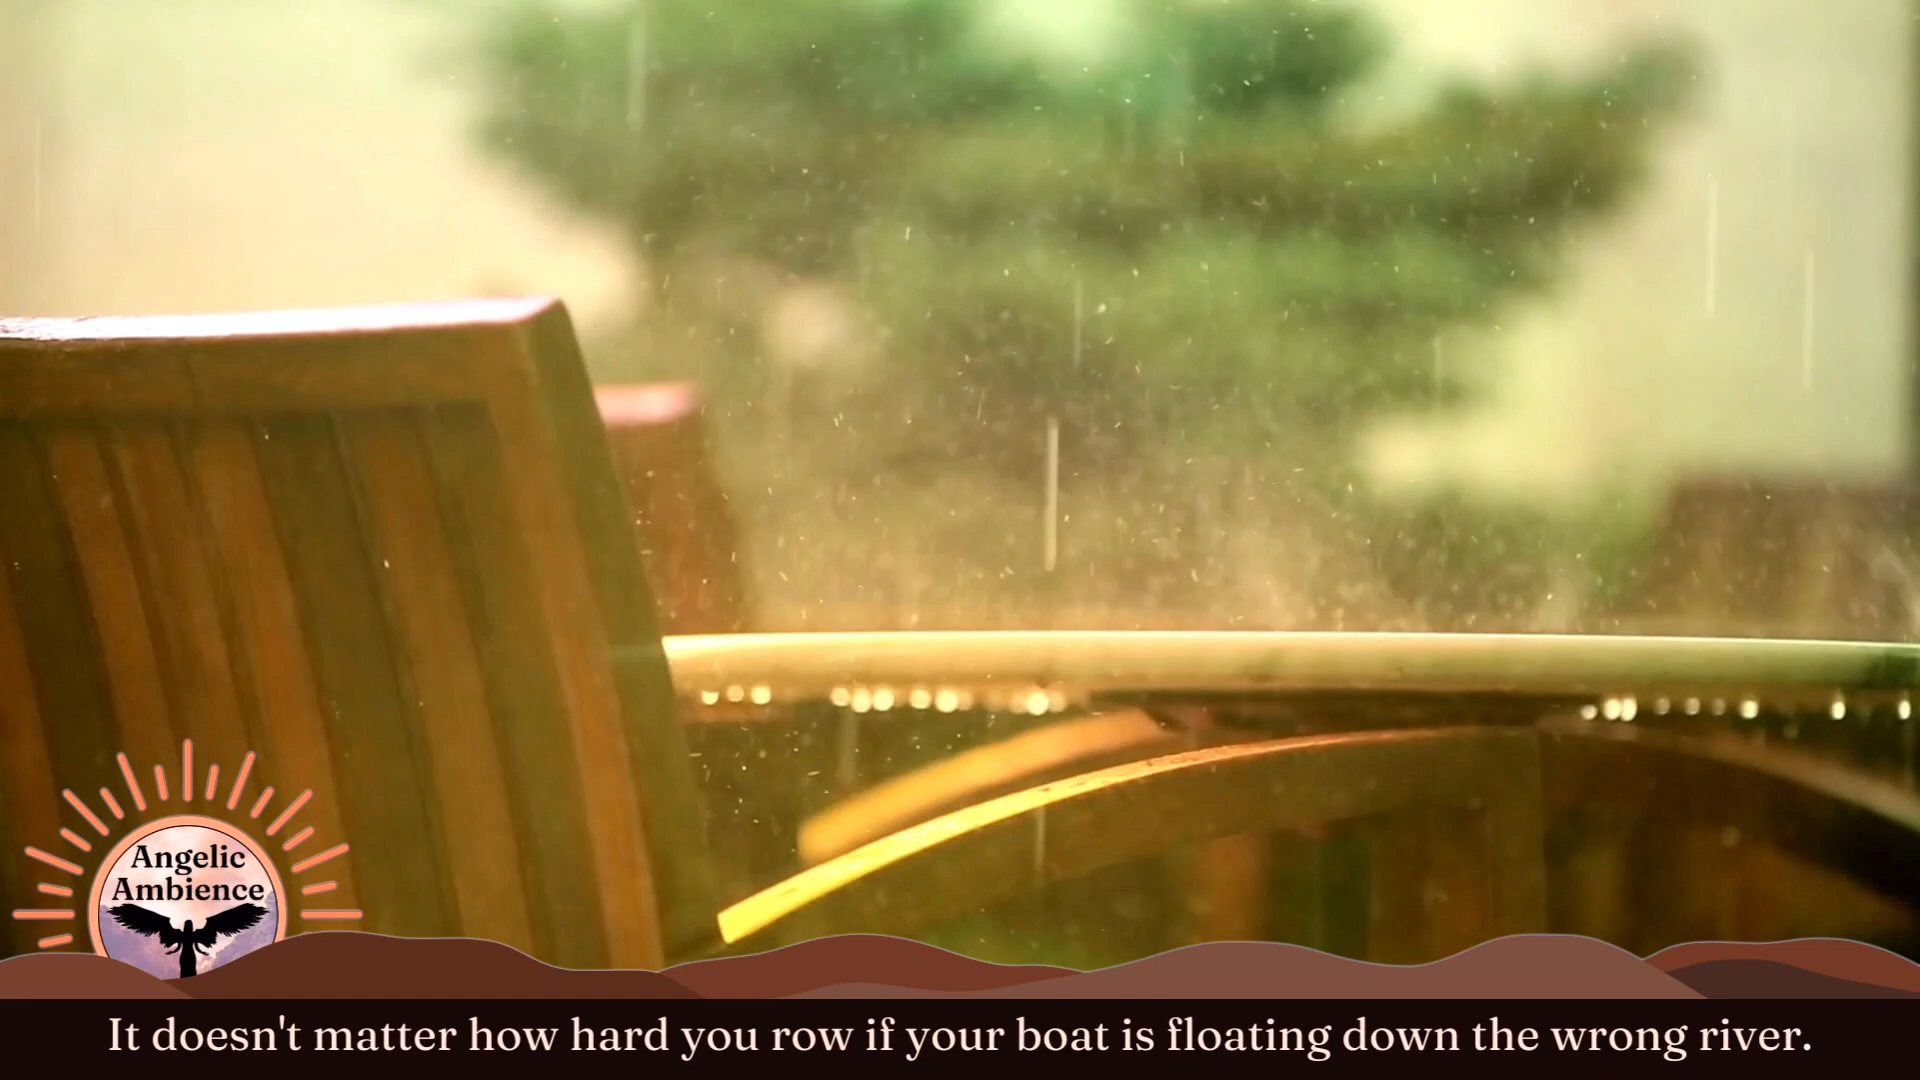 Angelic
Ambience
It doesn't matter how hard you row if your boat is floating down the wrong river.